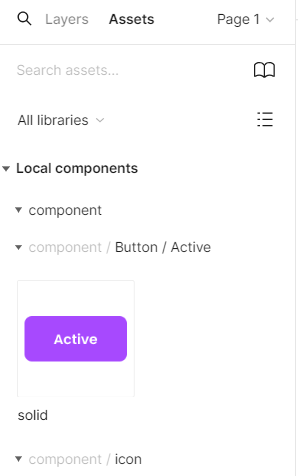 Layers Assets Page 1
Search assets...
All libraries
Local components
component
component / Button / Active
Active
solid
component / icon